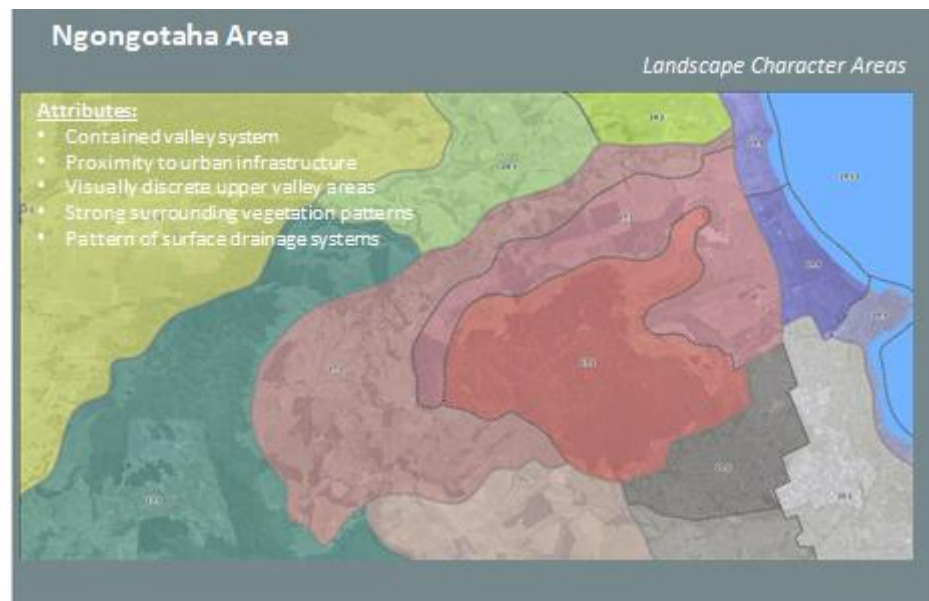 Ngongotaha Area
Landscape Character Areas
Attributes:
• Contained valley system
• Proximity to urban infrastructure
• Visually discrete upper valley areas
• Strong surrounding vegetation patterns
• Pattern of surface drainage systems